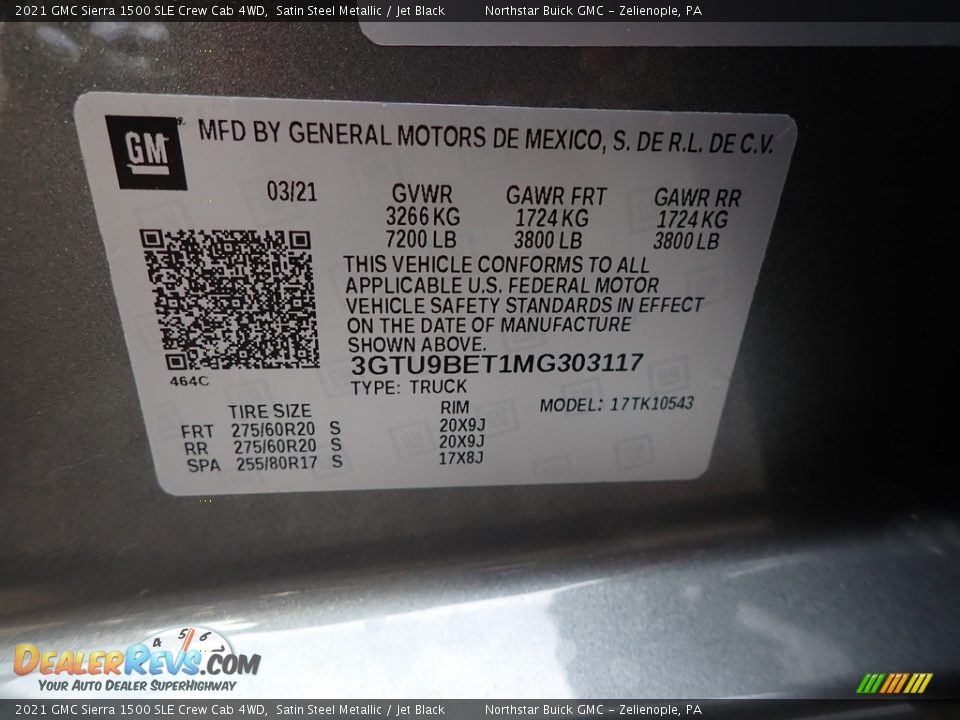 2021 GMC Sierra 1500 SLE Crew Cab 4WD, Satin Steel Metallic / Jet Black Northstar Buick GMC - Zelienople, PA
GM MFD BY GENERAL MOTORS DE MEXICO, S. DE R.L. DE C.V.
03/21 GVWR GAWR FRT GAWR RR
3266 KG 1724 KG 1724 KG
7200 LB 3800 LB 3800 LB
THIS VEHICLE CONFORMS TO ALL
APPLICABLE U.S. FEDERAL MOTOR
VEHICLE SAFETY STANDARDS IN EFFECT
ON THE DATE OF MANUFACTURE
SHOWN ABOVE.
3GTU9BET1MG303117
464C TYPE: TRUCK
TIRE SIZE RIM MODEL: 17TK10543
FRT 275/60R20 S 20X9J
RR 275/60R20 S 20X9J
SPA 255/80R17 S 17X8J
4 5 6
DEALERREVS.COM
YOUR AUTO DEALER SUPERHIGHWAY
2021 GMC Sierra 1500 SLE Crew Cab 4WD, Satin Steel Metallic / Jet Black Northstar Buick GMC - Zelienople, PA